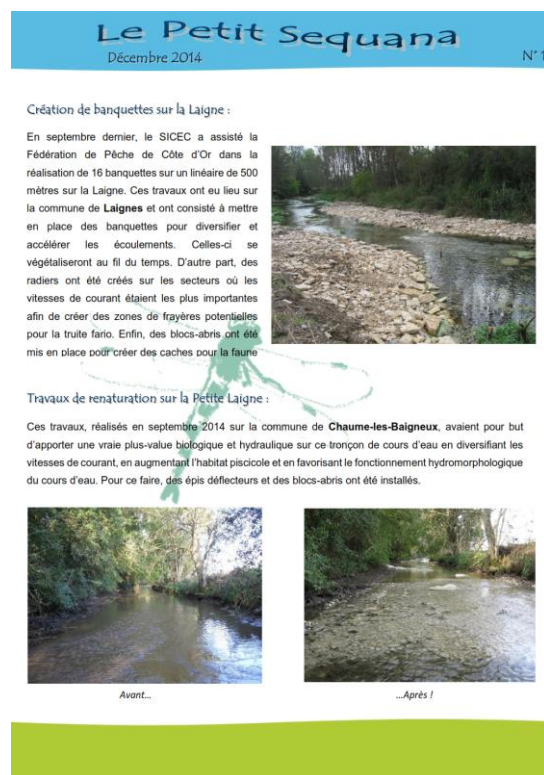 Le Petit Sequana
Décembre 2014
N° 1
Création de banquettes sur la Laigne :
En septembre dernier, le SICEC a assisté la
Fédération de Pêche de Côte d'Or dans la
réalisation de 16 banquettes sur un linéaire de 500
mètres sur la Laigne. Ces travaux ont eu lieu sur
la commune de Laignes et ont consisté à mettre
en place des banquettes pour diversifier et
accélérer les écoulements. Celles-ci se
végétaliseront au fil du temps. D'autre part, des
radiers ont été créés sur les secteurs où les
vitesses de courant étaient les plus importantes
afin de créer des zones de frayères potentielles
pour la truite fario. Enfin, des blocs-abris ont été
mis en place pour créer des caches pour la faune
Travaux de renaturation sur la Petite Laigne :
Ces travaux, réalisés en septembre 2014 sur la commune de Chaume-les-Baigneux, avaient pour but
d'apporter une vraie plus-value biologique et hydraulique sur ce tronçon de cours d'eau en diversifiant les
vitesses de courant, en augmentant l'habitat piscicole et en favorisant le fonctionnement hydromorphologique
du cours d'eau. Pour ce faire, des épis déflecteurs et des blocs-abris ont été installés.
Avant...
...Après !